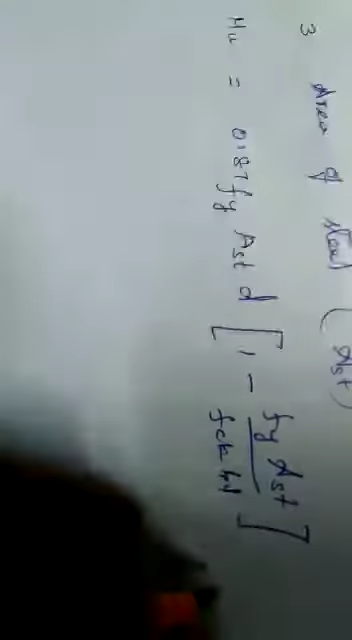 3 Area of steel (Ast)
Mu = 0.87 fy Ast d [ 1 - fy Ast / fck bd ]